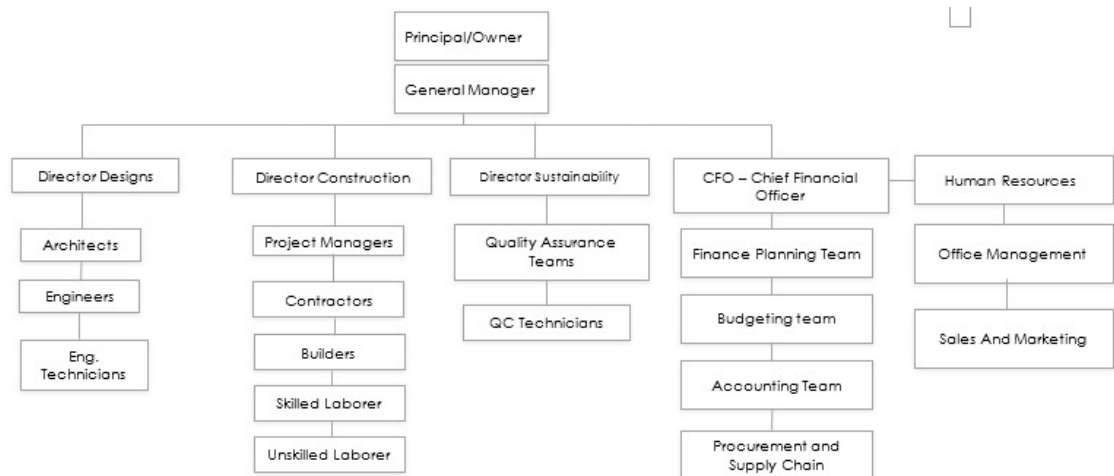 Principal/Owner
General Manager
Director Designs
Architects
Engineers
Eng.
Technicians
Director Construction
Project Managers
Contractors
Builders
Skilled Laborer
Unskilled Laborer
Director Sustainability
Quality Assurance
Teams
QC Technicians
CFO – Chief Financial
Officer
Finance Planning Team
Budgeting team
Accounting Team
Procurement and
Supply Chain
Human Resources
Office Management
Sales And Marketing